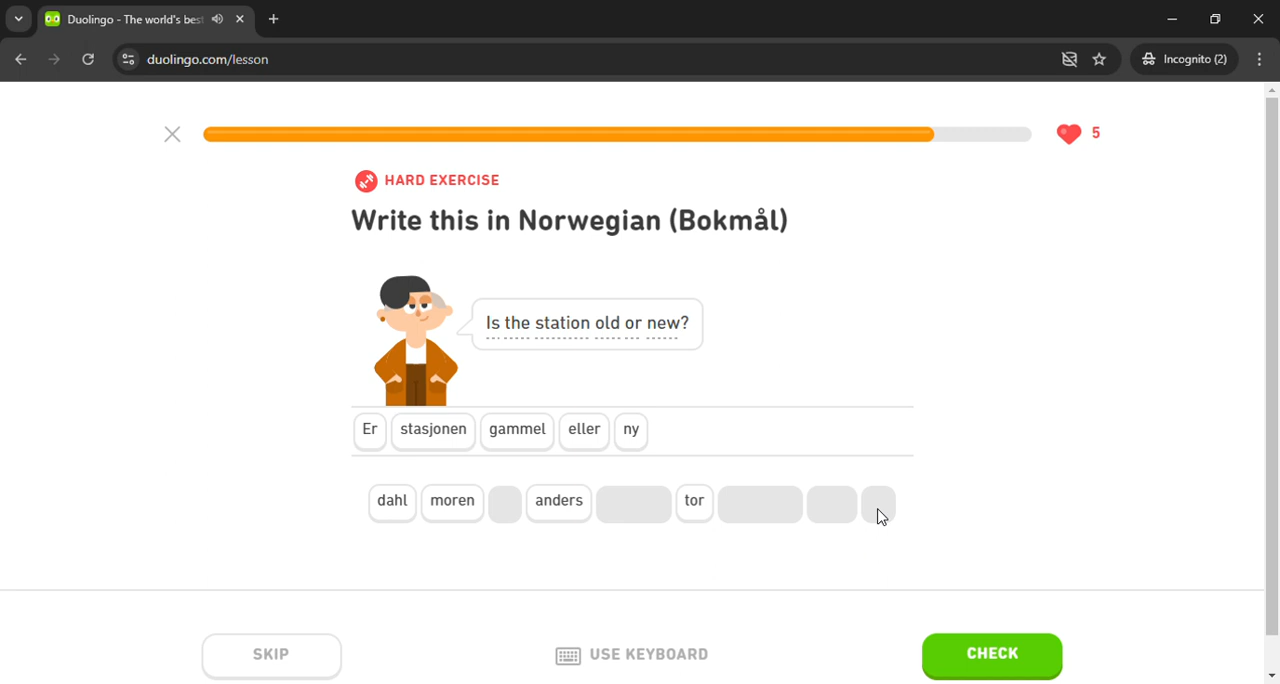 Duolingo - The world's best
duolingo.com/lesson
Incognito (2)
5
HARD EXERCISE
Write this in Norwegian (Bokmål)
Is the station old or new?
Er stasjonen gammel eller ny
dahl moren anders tor
SKIP USE KEYBOARD CHECK